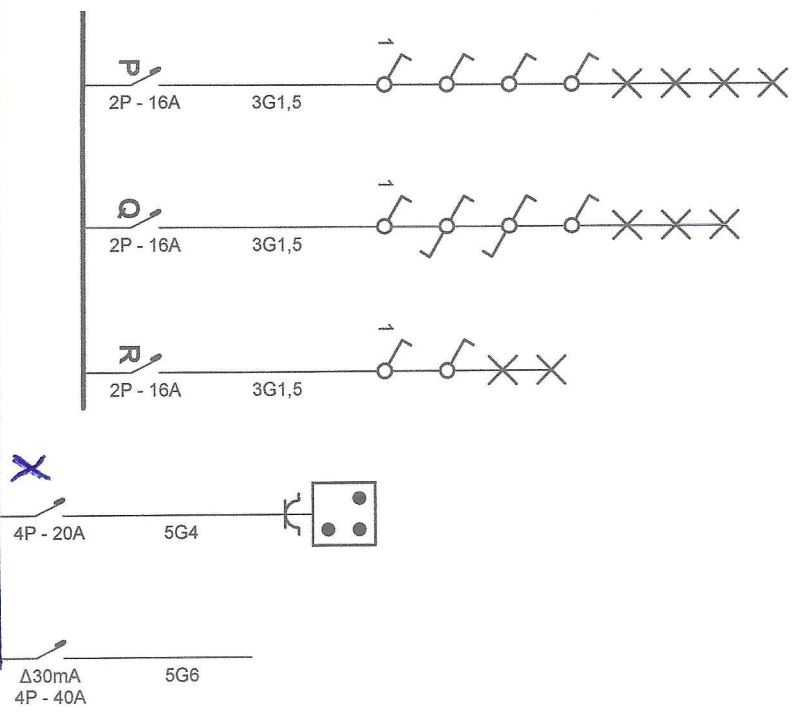 P
1
2P - 16A 3G1,5
Q
1
2P - 16A 3G1,5
R
1
2P - 16A 3G1,5
X
4P - 20A 5G4
Δ30mA 5G6
4P - 40A